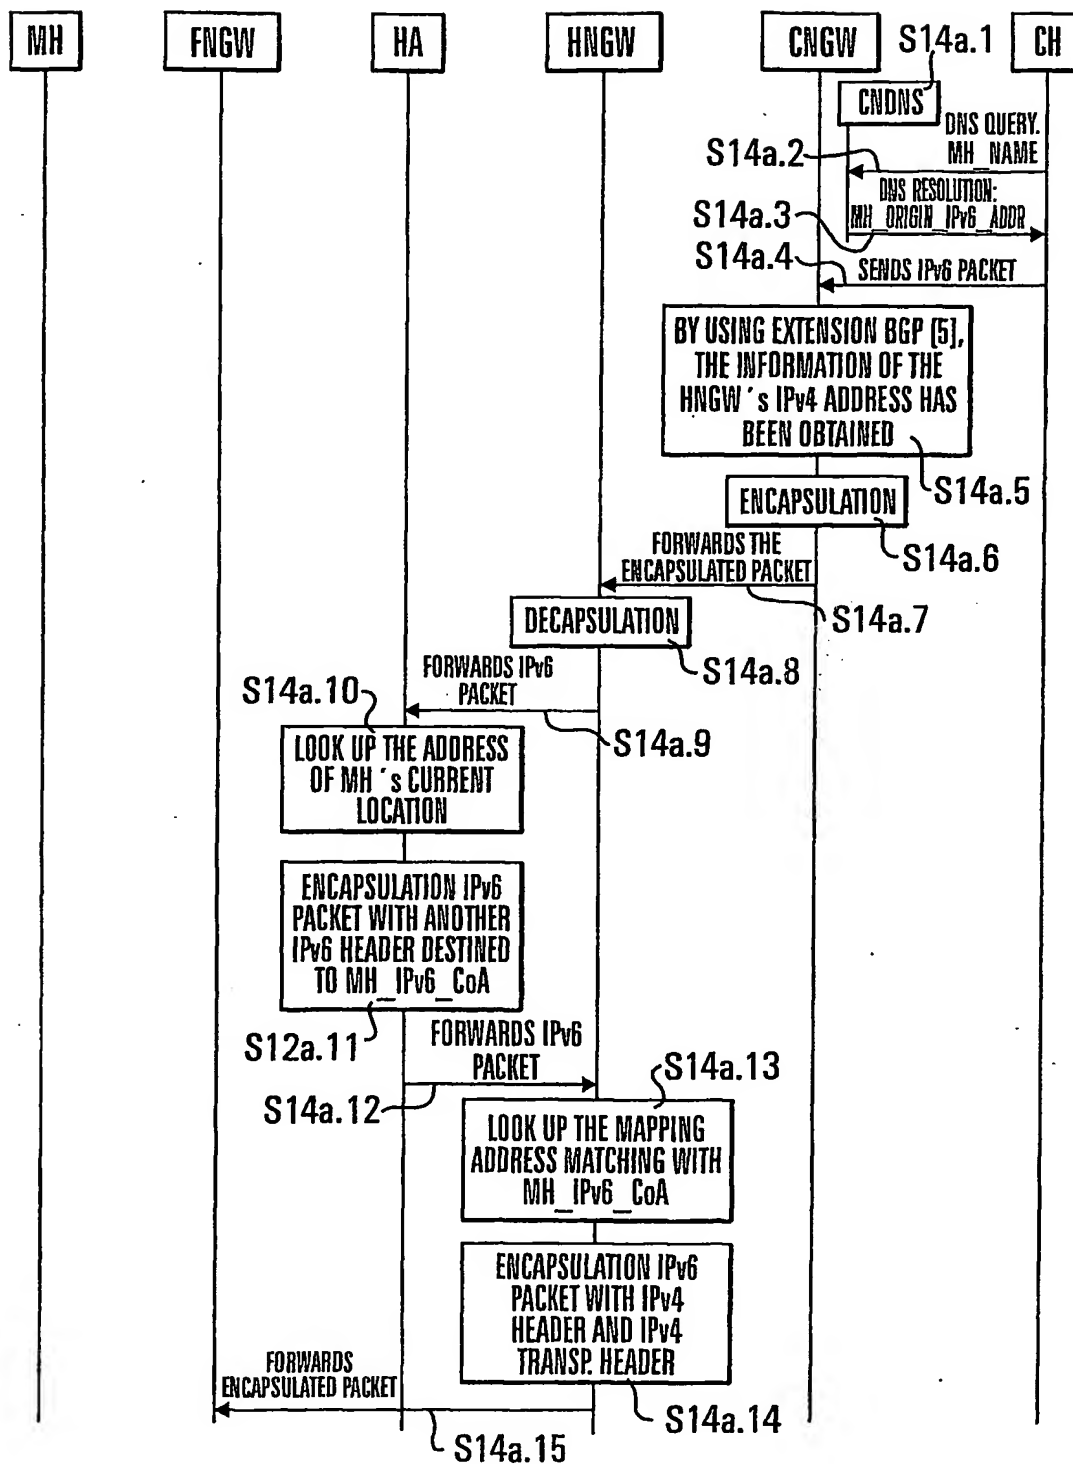 MH
FNGW
HA
HNGW
CNGW
S14a.1
CH
CNDNS
DNS QUERY.
MH_NAME
S14a.2
DNS RESOLUTION:
MH_ORIGIN_IPv6_ADDR
S14a.3
S14a.4
SENDS IPv6 PACKET
BY USING EXTENSION BGP [5],
THE INFORMATION OF THE
HNGW´s IPv4 ADDRESS HAS
BEEN OBTAINED
S14a.5
ENCAPSULATION
S14a.6
FORWARDS THE
ENCAPSULATED PACKET
S14a.7
DECAPSULATION
S14a.8
FORWARDS IPv6
PACKET
S14a.9
S14a.10
LOOK UP THE ADDRESS
OF MH´s CURRENT
LOCATION
ENCAPSULATION IPv6
PACKET WITH ANOTHER
IPv6 HEADER DESTINED
TO MH_IPv6_CoA
S12a.11
FORWARDS IPv6
PACKET
S14a.12
S14a.13
LOOK UP THE MAPPING
ADDRESS MATCHING WITH
MH_IPv6_CoA
ENCAPSULATION IPv6
PACKET WITH IPv4
HEADER AND IPv4
TRANSP. HEADER
S14a.14
FORWARDS
ENCAPSULATED PACKET
S14a.15